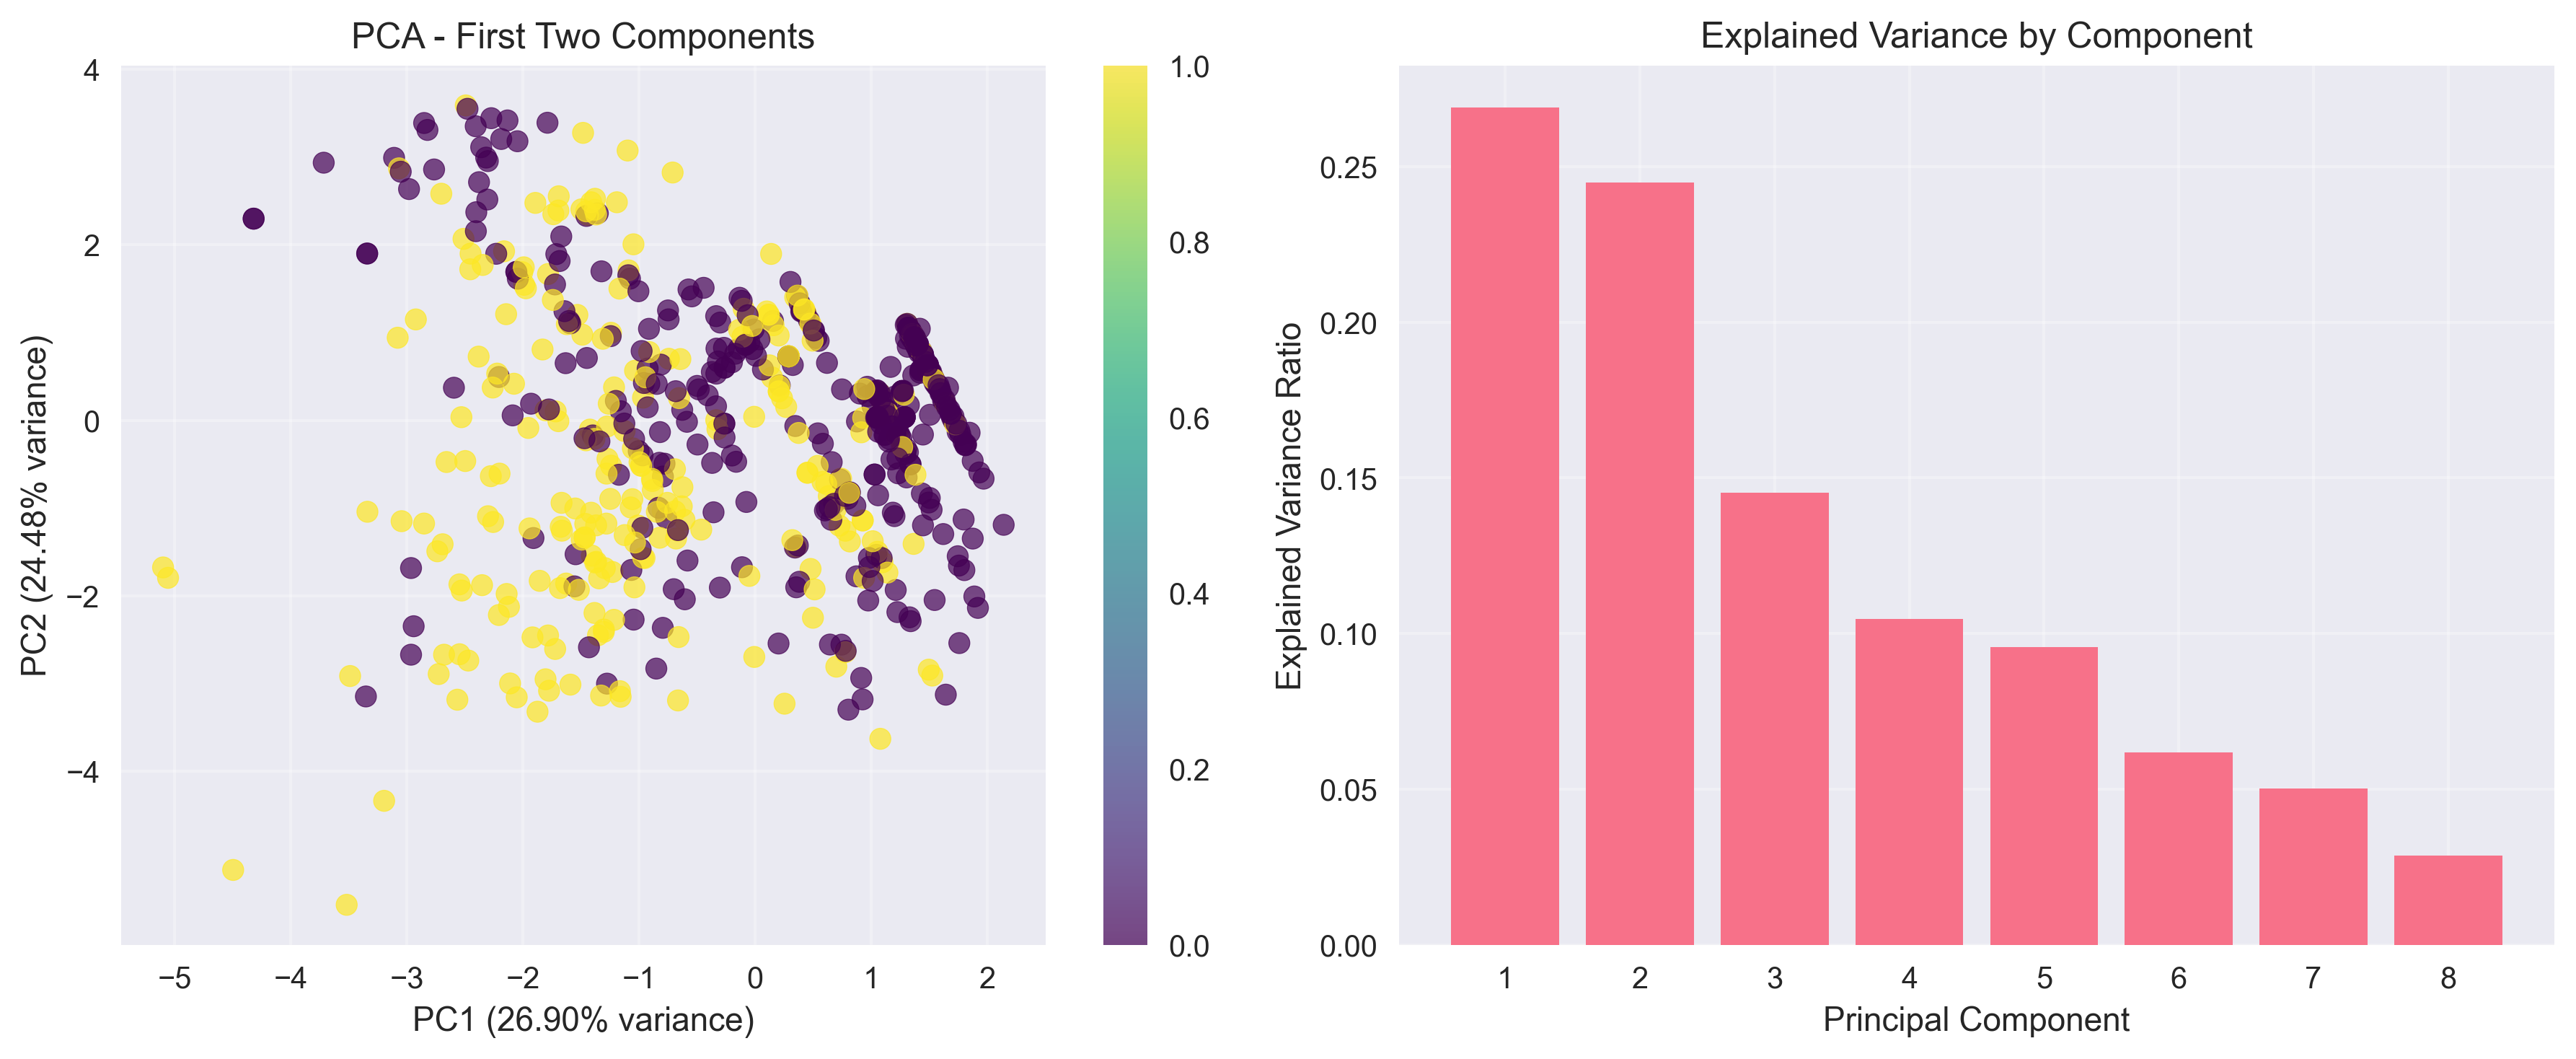 PCA - First Two Components
4
2
0
−2
−4
PC2 (24.48% variance)
−5 −4 −3 −2 −1 0 1 2
PC1 (26.90% variance)
1.0
0.8
0.6
0.4
0.2
0.0
Explained Variance by Component
0.25
0.20
0.15
0.10
0.05
0.00
Explained Variance Ratio
1 2 3 4 5 6 7 8
Principal Component